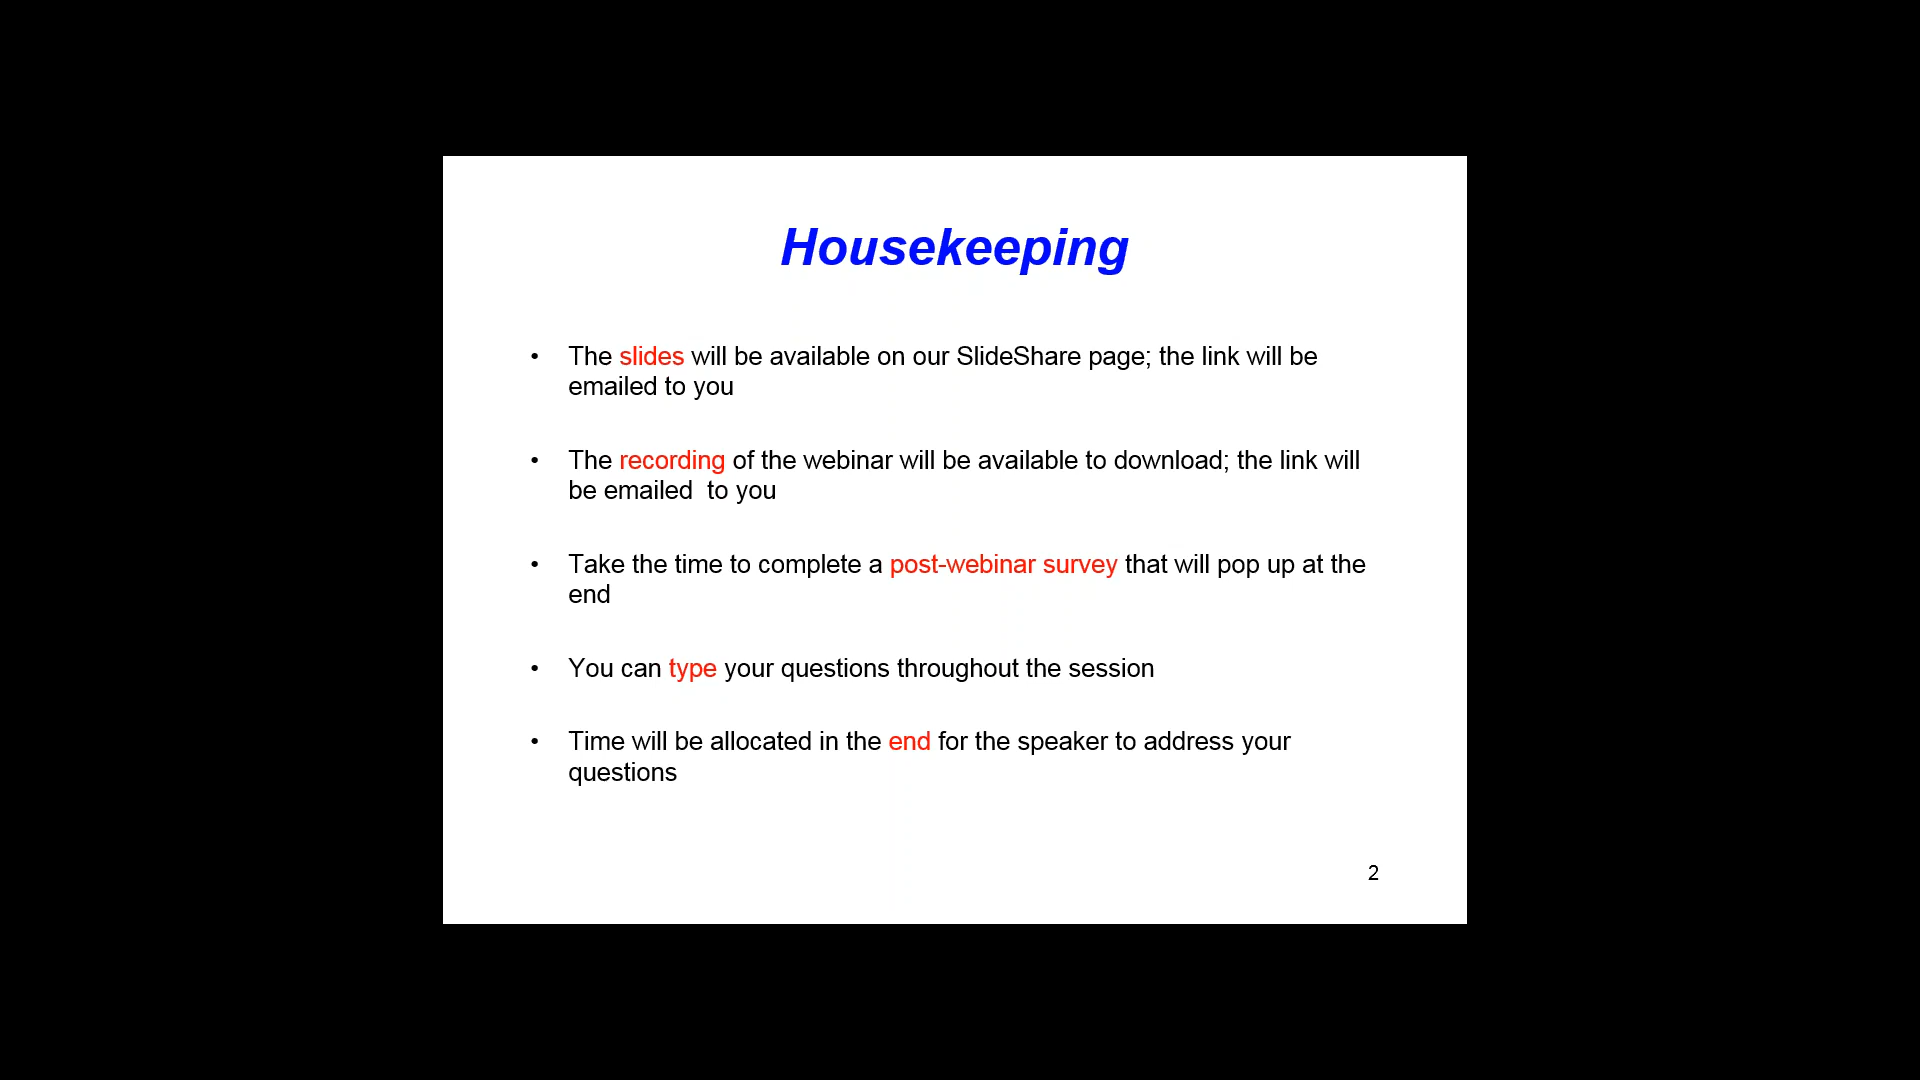 Housekeeping
• The slides will be available on our SlideShare page; the link will be
emailed to you
• The recording of the webinar will be available to download; the link will
be emailed  to you
• Take the time to complete a post-webinar survey that will pop up at the
end
• You can type your questions throughout the session
• Time will be allocated in the end for the speaker to address your
questions
2